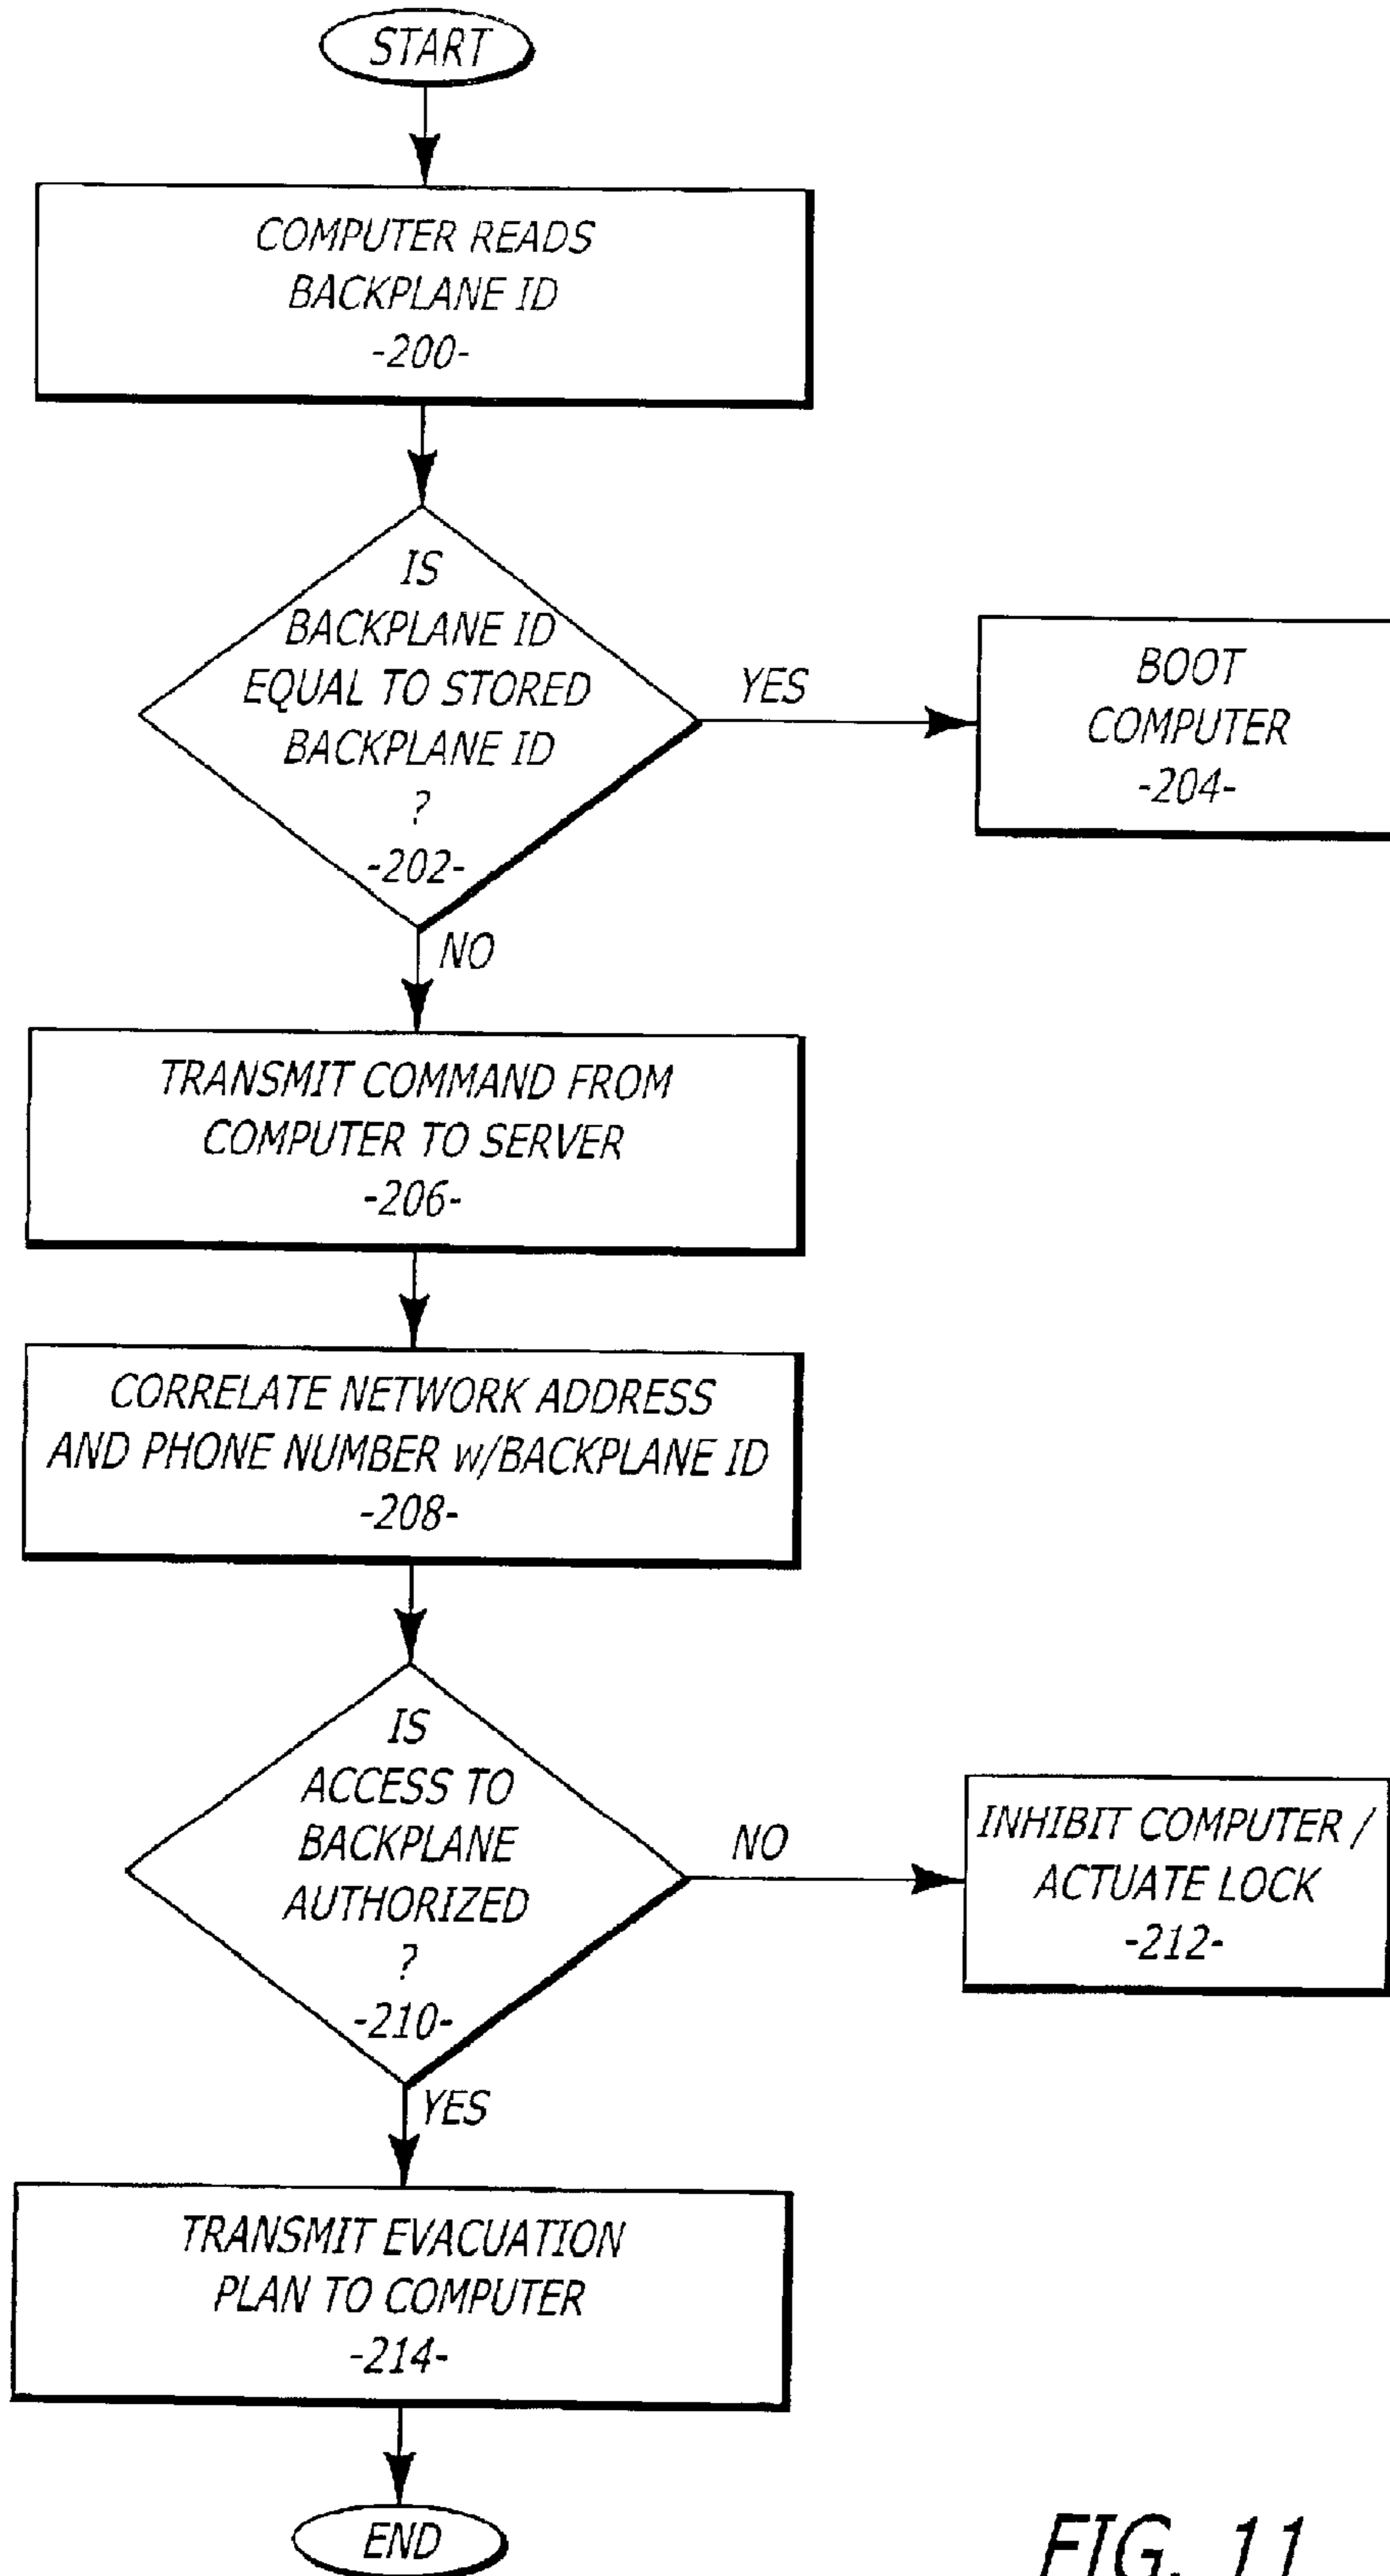 START
COMPUTER READS
BACKPLANE ID
-200-
IS
BACKPLANE ID
EQUAL TO STORED
BACKPLANE ID
?
-202-
YES
BOOT
COMPUTER
-204-
NO
TRANSMIT COMMAND FROM
COMPUTER TO SERVER
-206-
CORRELATE NETWORK ADDRESS
AND PHONE NUMBER w/BACKPLANE ID
-208-
IS
ACCESS TO
BACKPLANE
AUTHORIZED
?
-210-
NO
INHIBIT COMPUTER /
ACTUATE LOCK
-212-
YES
TRANSMIT EVACUATION
PLAN TO COMPUTER
-214-
END
FIG. 11